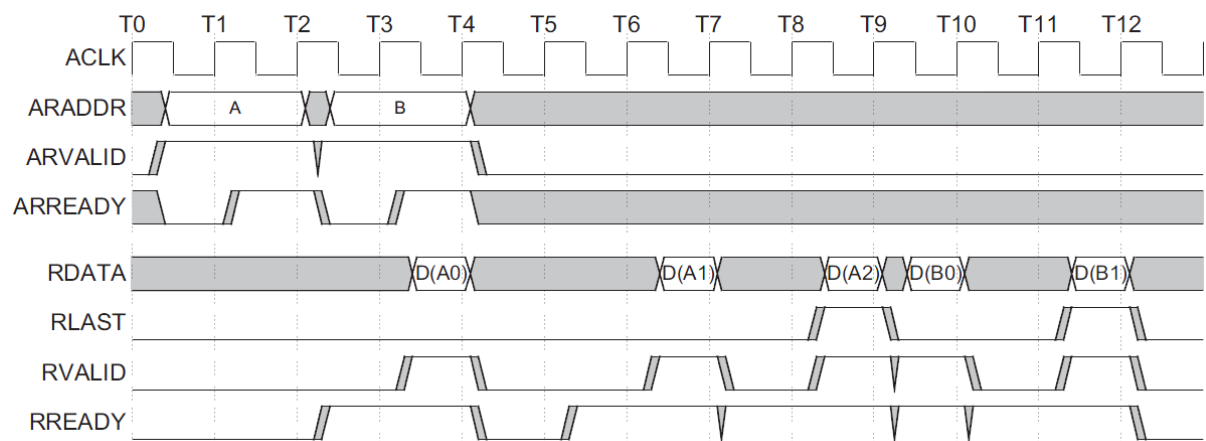 T0 T1 T2 T3 T4 T5 T6 T7 T8 T9 T10 T11 T12
ACLK
ARADDR A B
ARVALID
ARREADY
RDATA D(A0) D(A1) D(A2) D(B0) D(B1)
RLAST
RVALID
RREADY